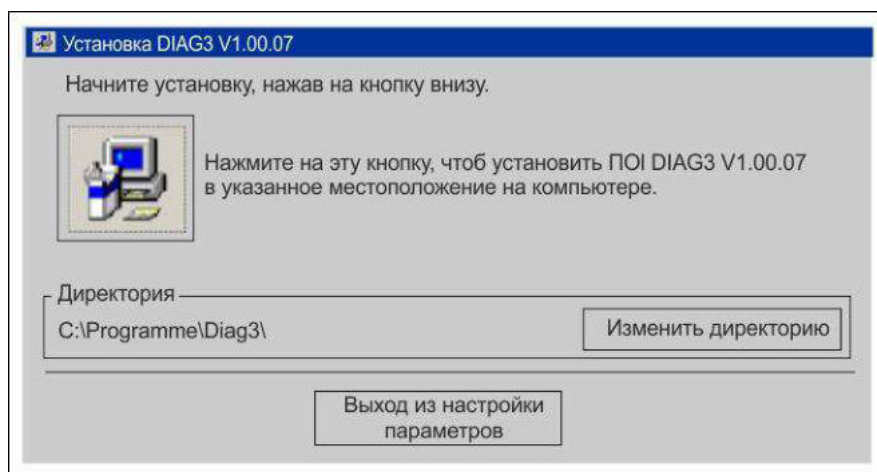 Установка DIAG3 V1.00.07
Начните установку, нажав на кнопку внизу.
Нажмите на эту кнопку, чтоб установить ПОI DIAG3 V1.00.07
в указанное местоположение на компьютере.
Директория
C:\Programme\Diag3\
Изменить директорию
Выход из настройки
параметров